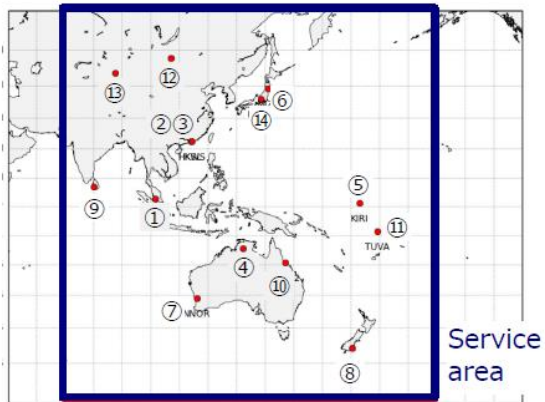 ⑫
⑬
⑥
⑭
② ③
⑤
⑨
①
KIRI
⑪
TUVA
④
⑩
⑦
NNOR
Service
area
⑧